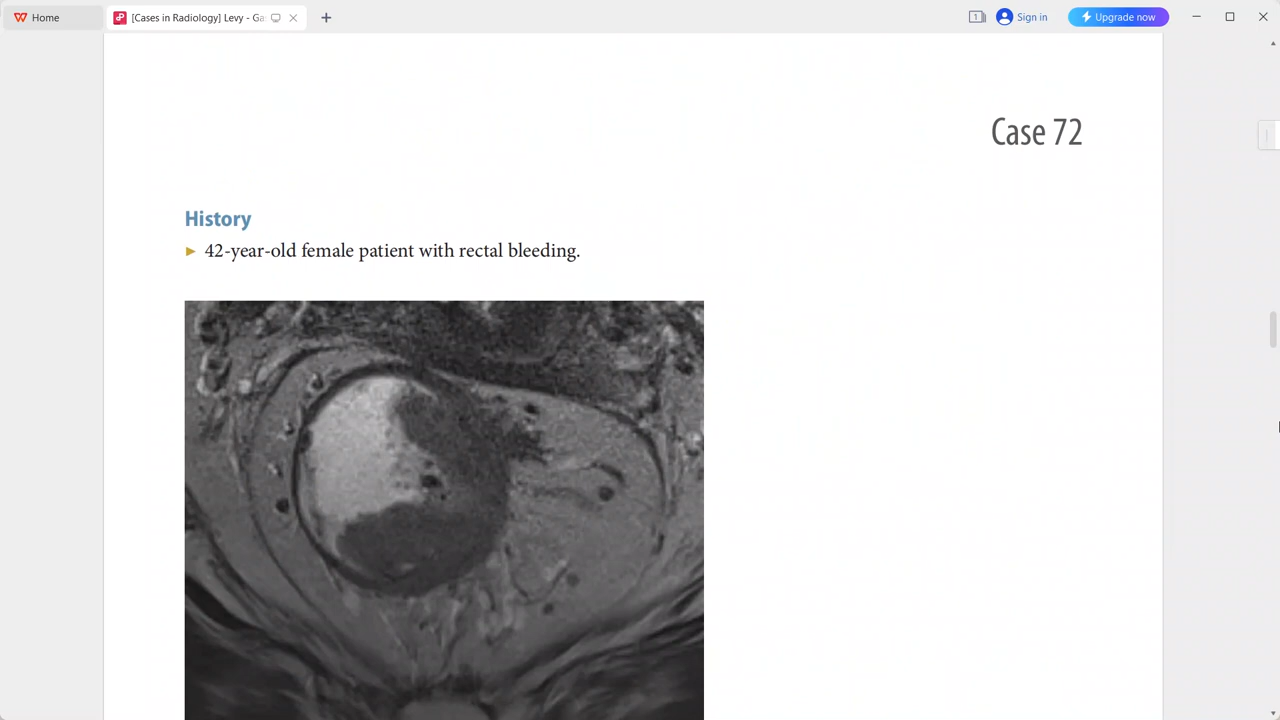 Home
[Cases in Radiology] Levy - Ga
Sign in
Upgrade now
Case 72
History
► 42-year-old female patient with rectal bleeding.